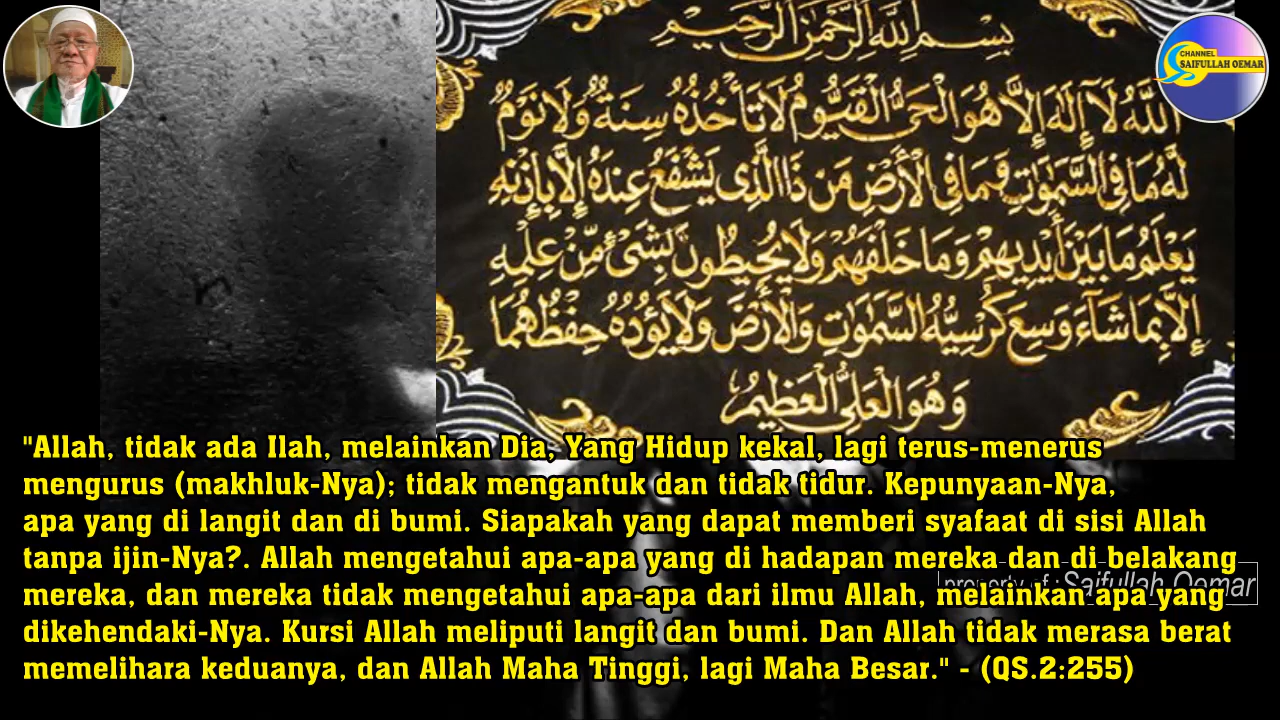 CHANNEL
SAIFULLAH OEMAR
بِسْمِ اللَّهِ الرَّحْمَٰنِ الرَّحِيمِ
اللَّهُ لَا إِلَٰهَ إِلَّا هُوَ الْحَيُّ الْقَيُّومُ لَا تَأْخُذُهُ سِنَةٌ وَلَا نَوْمٌ
لَهُ مَا فِي السَّمَٰوَٰتِ وَمَا فِي الْأَرْضِ مَنْ ذَا الَّذِي يَشْفَعُ عِنْدَهُ إِلَّا بِإِذْنِهِ
يَعْلَمُ مَا بَيْنَ أَيْدِيهِمْ وَمَا خَلْفَهُمْ وَلَا يُحِيطُونَ بِشَيْءٍ مِّنْ عِلْمِهِ
إِلَّا بِمَا شَاءَ وَسِعَ كُرْسِيُّهُ السَّمَٰوَٰتِ وَالْأَرْضَ وَلَا يَؤُدُهُ حِفْظُهُمَا
وَهُوَ الْعَلِيُّ الْعَظِيمُ
"Allah, tidak ada Ilah, melainkan Dia, Yang Hidup kekal, lagi terus-menerus
mengurus (makhluk-Nya); tidak mengantuk dan tidak tidur. Kepunyaan-Nya,
apa yang di langit dan di bumi. Siapakah yang dapat memberi syafaat di sisi Allah
tanpa ijin-Nya?. Allah mengetahui apa-apa yang di hadapan mereka dan di belakang
mereka, dan mereka tidak mengetahui apa-apa dari ilmu Allah, melainkan apa yang
dikehendaki-Nya. Kursi Allah meliputi langit dan bumi. Dan Allah tidak merasa berat
memelihara keduanya, dan Allah Maha Tinggi, lagi Maha Besar." - (QS.2:255)
property of : Saifullah Oemar